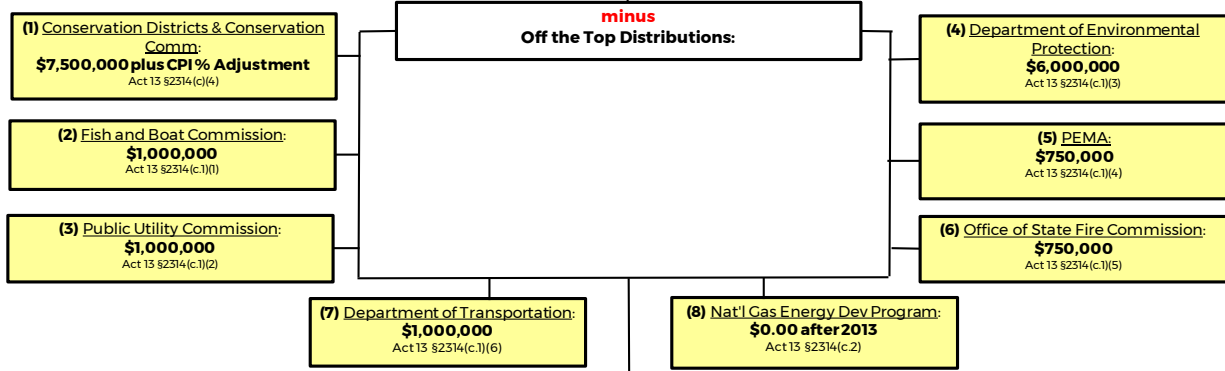 minus
Off the Top Distributions:
(1) Conservation Districts & Conservation
Comm:
$7,500,000 plus CPI % Adjustment
Act 13 §2314(c)(4)
(2) Fish and Boat Commission:
$1,000,000
Act 13 §2314(c.1)(1)
(3) Public Utility Commission:
$1,000,000
Act 13 §2314(c.1)(2)
(4) Department of Environmental
Protection:
$6,000,000
Act 13 §2314(c.1)(3)
(5) PEMA:
$750,000
Act 13 §2314(c.1)(4)
(6) Office of State Fire Commission:
$750,000
Act 13 §2314(c.1)(5)
(7) Department of Transportation:
$1,000,000
Act 13 §2314(c.1)(6)
(8) Nat'l Gas Energy Dev Program:
$0.00 after 2013
Act 13 §2314(c.2)